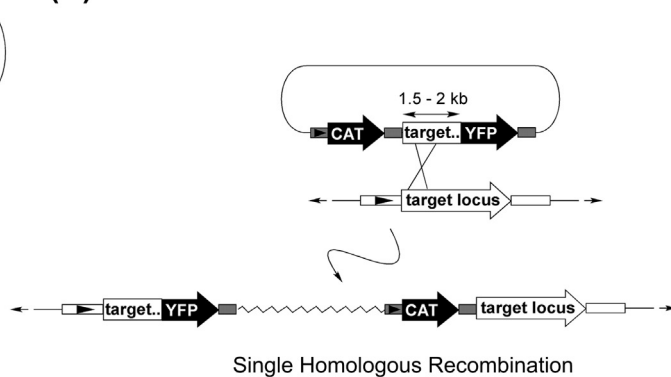 1.5 - 2 kb
CAT target.. YFP
target locus
target.. YFP CAT target locus
Single Homologous Recombination